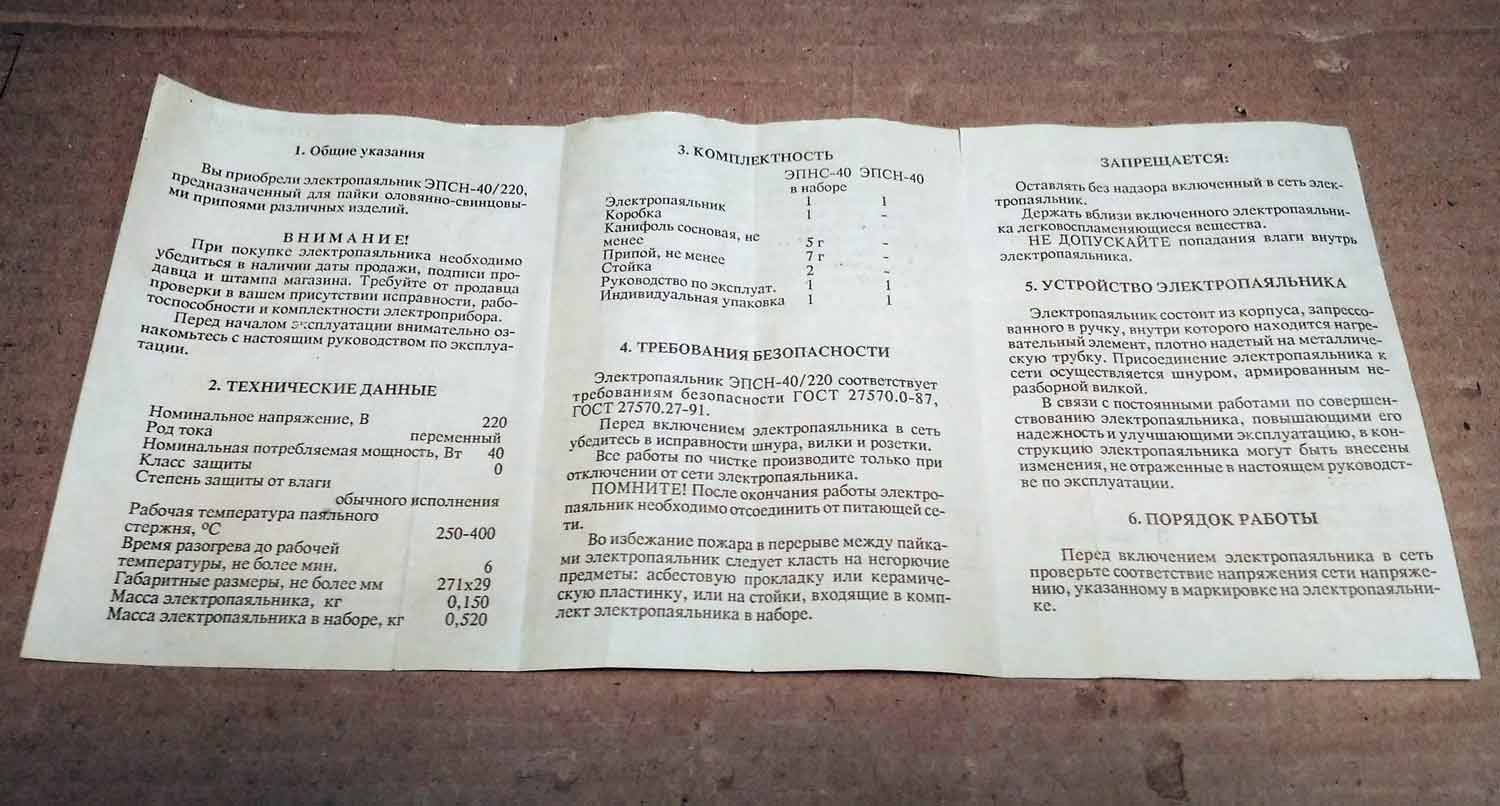 1. Общие указания
Вы приобрели электропаяльник ЭПСН-40/220,
предназначенный для пайки оловянно-свинцовы-
ми припоями различных изделий.
ВНИМАНИЕ!
При покупке электропаяльника необходимо
убедиться в наличии даты продажи, подписи про-
давца и штампа магазина. Требуйте от продавца
проверки в вашем присутствии исправности, рабо-
тоспособности и комплектности электроприбора.
Перед началом эксплуатации внимательно оз-
накомьтесь с настоящим руководством по эксплуа-
тации.
2. ТЕХНИЧЕСКИЕ ДАННЫЕ
Номинальное напряжение, В 220
Род тока переменный
Номинальная потребляемая мощность, Вт 40
Класс защиты 0
Степень защиты от влаги
обычного исполнения
Рабочая температура паяльного
стержня, °С 250-400
Время разогрева до рабочей
температуры, не более мин. 6
Габаритные размеры, не более мм 271х29
Масса электропаяльника, кг 0,150
Масса электропаяльника в наборе, кг 0,520
3. КОМПЛЕКТНОСТЬ
ЭПНС-40 ЭПСН-40
в наборе
Электропаяльник 1 1
Коробка 1 -
Канифоль сосновая, не
менее 5 г -
Припой, не менее 7 г -
Стойка 2 -
Руководство по эксплуат. 1 1
Индивидуальная упаковка 1 1
4. ТРЕБОВАНИЯ БЕЗОПАСНОСТИ
Электропаяльник ЭПСН-40/220 соответствует
требованиям безопасности ГОСТ 27570.0-87,
ГОСТ 27570.27-91.
Перед включением электропаяльника в сеть
убедитесь в исправности шнура, вилки и розетки.
Все работы по чистке производите только при
отключении от сети электропаяльника.
ПОМНИТЕ! После окончания работы электро-
паяльник необходимо отсоединить от питающей се-
ти.
Во избежание пожара в перерыве между пайка-
ми электропаяльник следует класть на негорючие
предметы: асбестовую прокладку или керамиче-
скую пластинку, или на стойки, входящие в комп-
лект электропаяльника в наборе.
ЗАПРЕЩАЕТСЯ:
Оставлять без надзора включенный в сеть элек-
тропаяльник.
Держать вблизи включенного электропаяльни-
ка легковоспламеняющиеся вещества.
НЕ ДОПУСКАЙТЕ попадания влаги внутрь
электропаяльника.
5. УСТРОЙСТВО ЭЛЕКТРОПАЯЛЬНИКА
Электропаяльник состоит из корпуса, запрессо-
ванного в ручку, внутри которого находится нагре-
вательный элемент, плотно надетый на металличе-
скую трубку. Присоединение электропаяльника к
сети осуществляется шнуром, армированным не-
разборной вилкой.
В связи с постоянными работами по совершен-
ствованию электропаяльника, повышающими его
надежность и улучшающими эксплуатацию, в кон-
струкцию электропаяльника могут быть внесены
изменения, не отраженные в настоящем руководст-
ве по эксплуатации.
6. ПОРЯДОК РАБОТЫ
Перед включением электропаяльника в сеть
проверьте соответствие напряжения сети напряже-
нию, указанному в маркировке на электропаяльни-
ке.